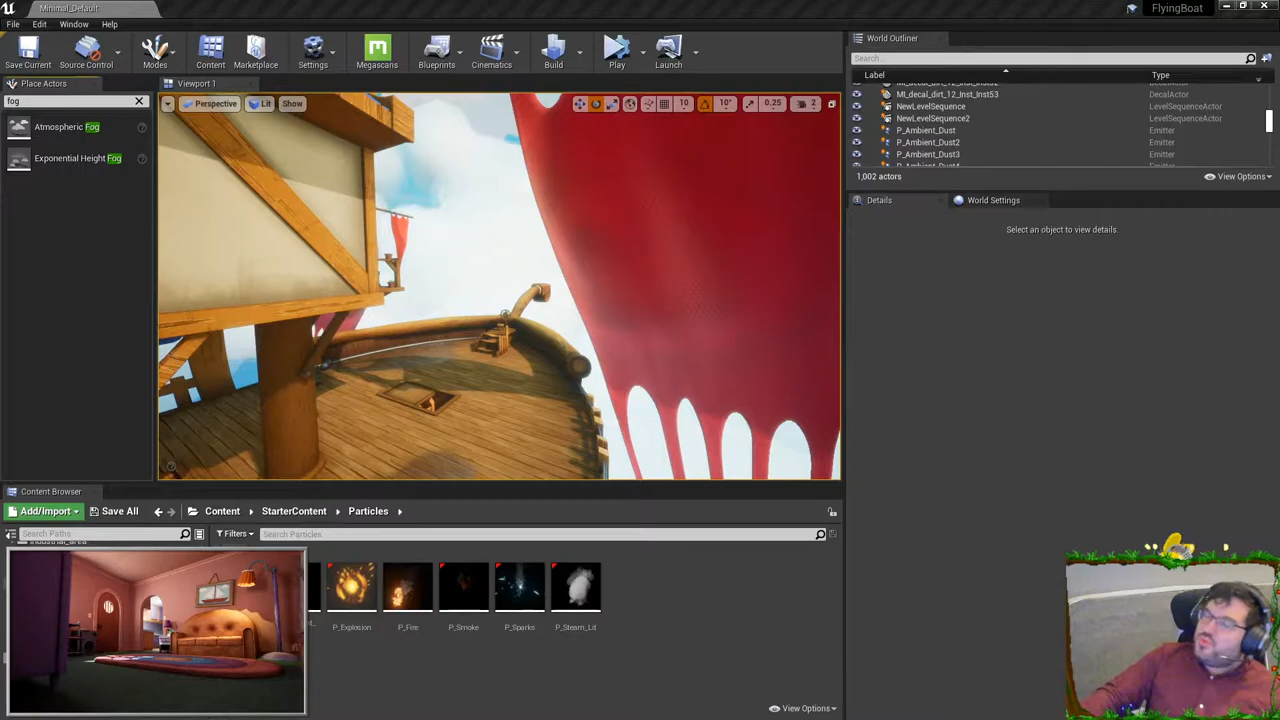 Minimal_Default
FlyingBoat
File Edit Window Help
Save Current
Source Control
Modes
Content
Marketplace
Settings
Megascans
Blueprints
Cinematics
Build
Play
Launch
Place Actors
fog
Atmospheric Fog
Exponential Height Fog
Viewport 1
Perspective
Lit
Show
10
10°
0.25
2
World Outliner
Search...
Label
Type
MI_decal_dirt_12_Inst_Inst53 DecalActor
NewLevelSequence LevelSequenceActor
NewLevelSequence2 LevelSequenceActor
P_Ambient_Dust Emitter
P_Ambient_Dust2 Emitter
P_Ambient_Dust3 Emitter
1,002 actors
View Options
Details
World Settings
Select an object to view details.
Content Browser
Add/Import
Save All
Content
StarterContent
Particles
Search Paths
Filters
Search Particles
P_Explosion
P_Fire
P_Smoke
P_Sparks
P_Steam_Lit
View Options